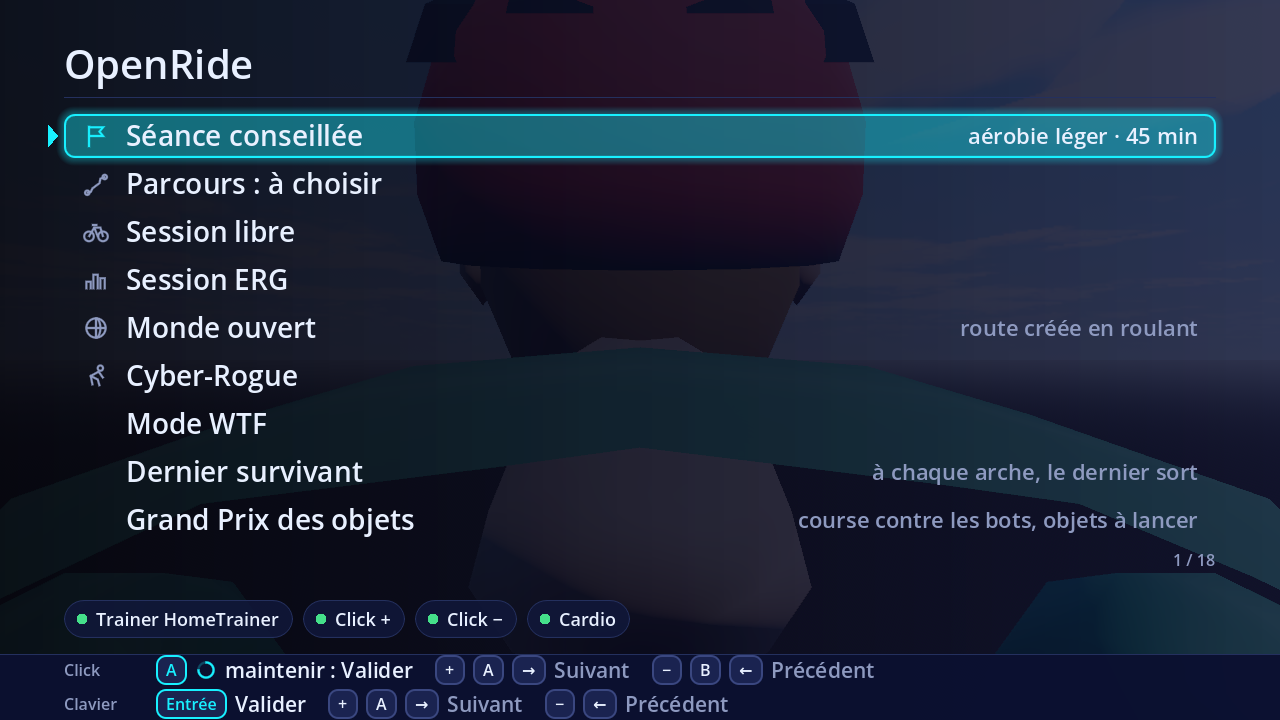 OpenRide
Séance conseillée aérobie léger · 45 min
Parcours : à choisir
Session libre
Session ERG
Monde ouvert route créée en roulant
Cyber-Rogue
Mode WTF
Dernier survivant à chaque arche, le dernier sort
Grand Prix des objets course contre les bots, objets à lancer
1 / 18
Trainer HomeTrainer Click + Click − Cardio
Click A maintenir : Valider + A → Suivant − B ← Précédent
Clavier Entrée Valider + A → Suivant − ← Précédent